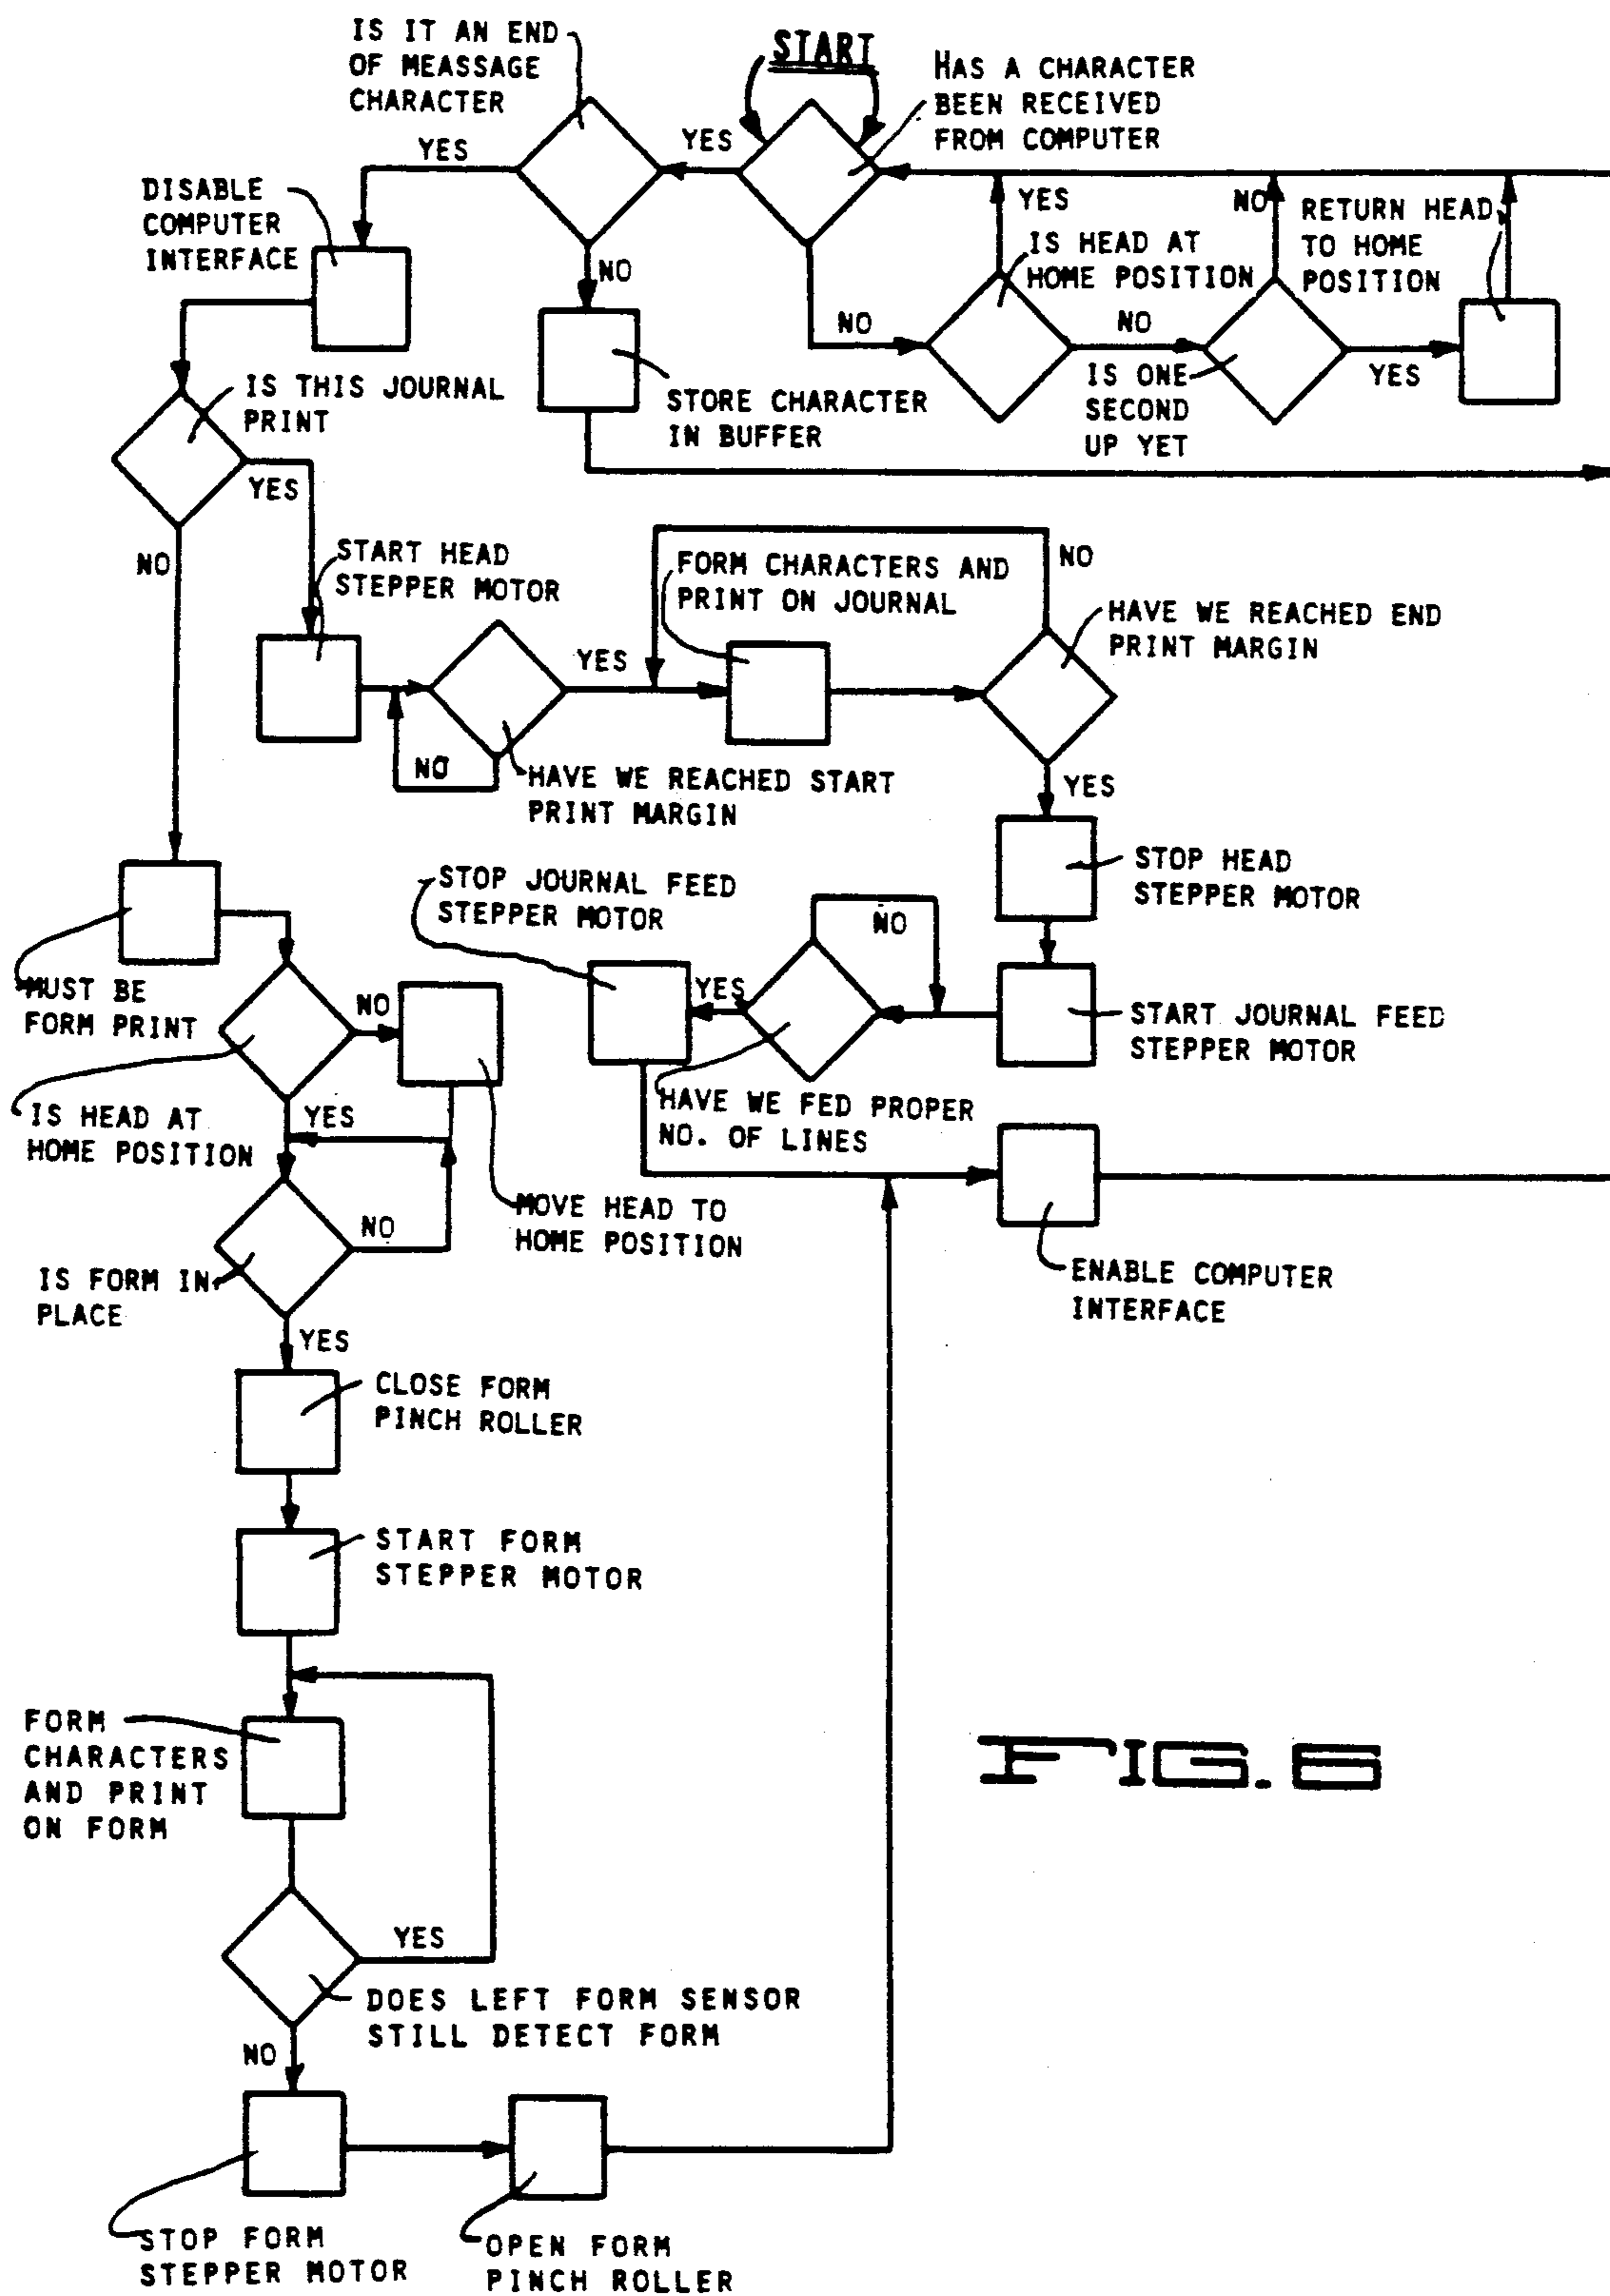 START
IS IT AN END
OF MEASSAGE
CHARACTER
HAS A CHARACTER
BEEN RECEIVED
FROM COMPUTER
YES
YES
DISABLE
COMPUTER
INTERFACE
NO
STORE CHARACTER
IN BUFFER
NO
YES
IS HEAD AT
HOME POSITION
NO
NO
IS ONE
SECOND
UP YET
YES
RETURN HEAD
TO HOME
POSITION
IS THIS JOURNAL
PRINT
YES
NO
START HEAD
STEPPER MOTOR
YES
NO
HAVE WE REACHED START
PRINT MARGIN
FORM CHARACTERS AND
PRINT ON JOURNAL
NO
HAVE WE REACHED END
PRINT MARGIN
YES
STOP HEAD
STEPPER MOTOR
START JOURNAL FEED
STEPPER MOTOR
NO
YES
HAVE WE FED PROPER
NO. OF LINES
STOP JOURNAL FEED
STEPPER MOTOR
ENABLE COMPUTER
INTERFACE
MUST BE
FORM PRINT
NO
IS HEAD AT
HOME POSITION
YES
MOVE HEAD TO
HOME POSITION
NO
IS FORM IN
PLACE
YES
CLOSE FORM
PINCH ROLLER
START FORM
STEPPER MOTOR
FORM
CHARACTERS
AND PRINT
ON FORM
YES
DOES LEFT FORM SENSOR
STILL DETECT FORM
NO
STOP FORM
STEPPER MOTOR
OPEN FORM
PINCH ROLLER
FIG. 6